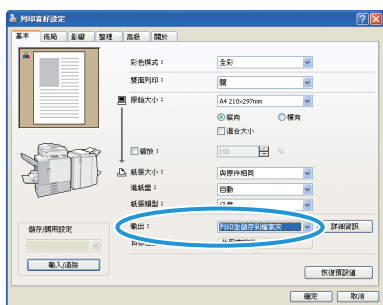 列印喜好設定
基本 佈局 影響 整理 高級 關於
彩色模式： 全彩
雙面列印： 關
原始大小： A4 210x297mm
縱向 橫向
混合大小
縮放： 100 %
紙張大小： 與原件相同
進紙盤： 自動
紙張類型： 任意
儲存/調用設定
輸出： 列印並儲存到檔案夾 詳細資訊
輸入/清除
恢復預設值
確定 取消